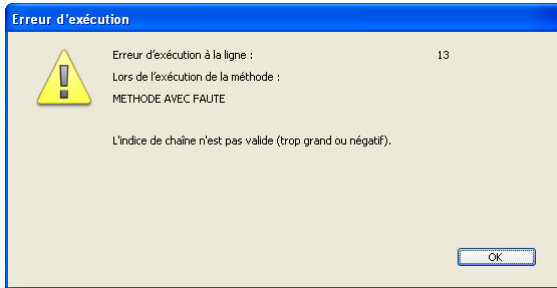 Erreur d'exécution
Erreur d'exécution à la ligne : 13
Lors de l'exécution de la méthode :
METHODE AVEC FAUTE
L'indice de chaîne n'est pas valide (trop grand ou négatif).
OK